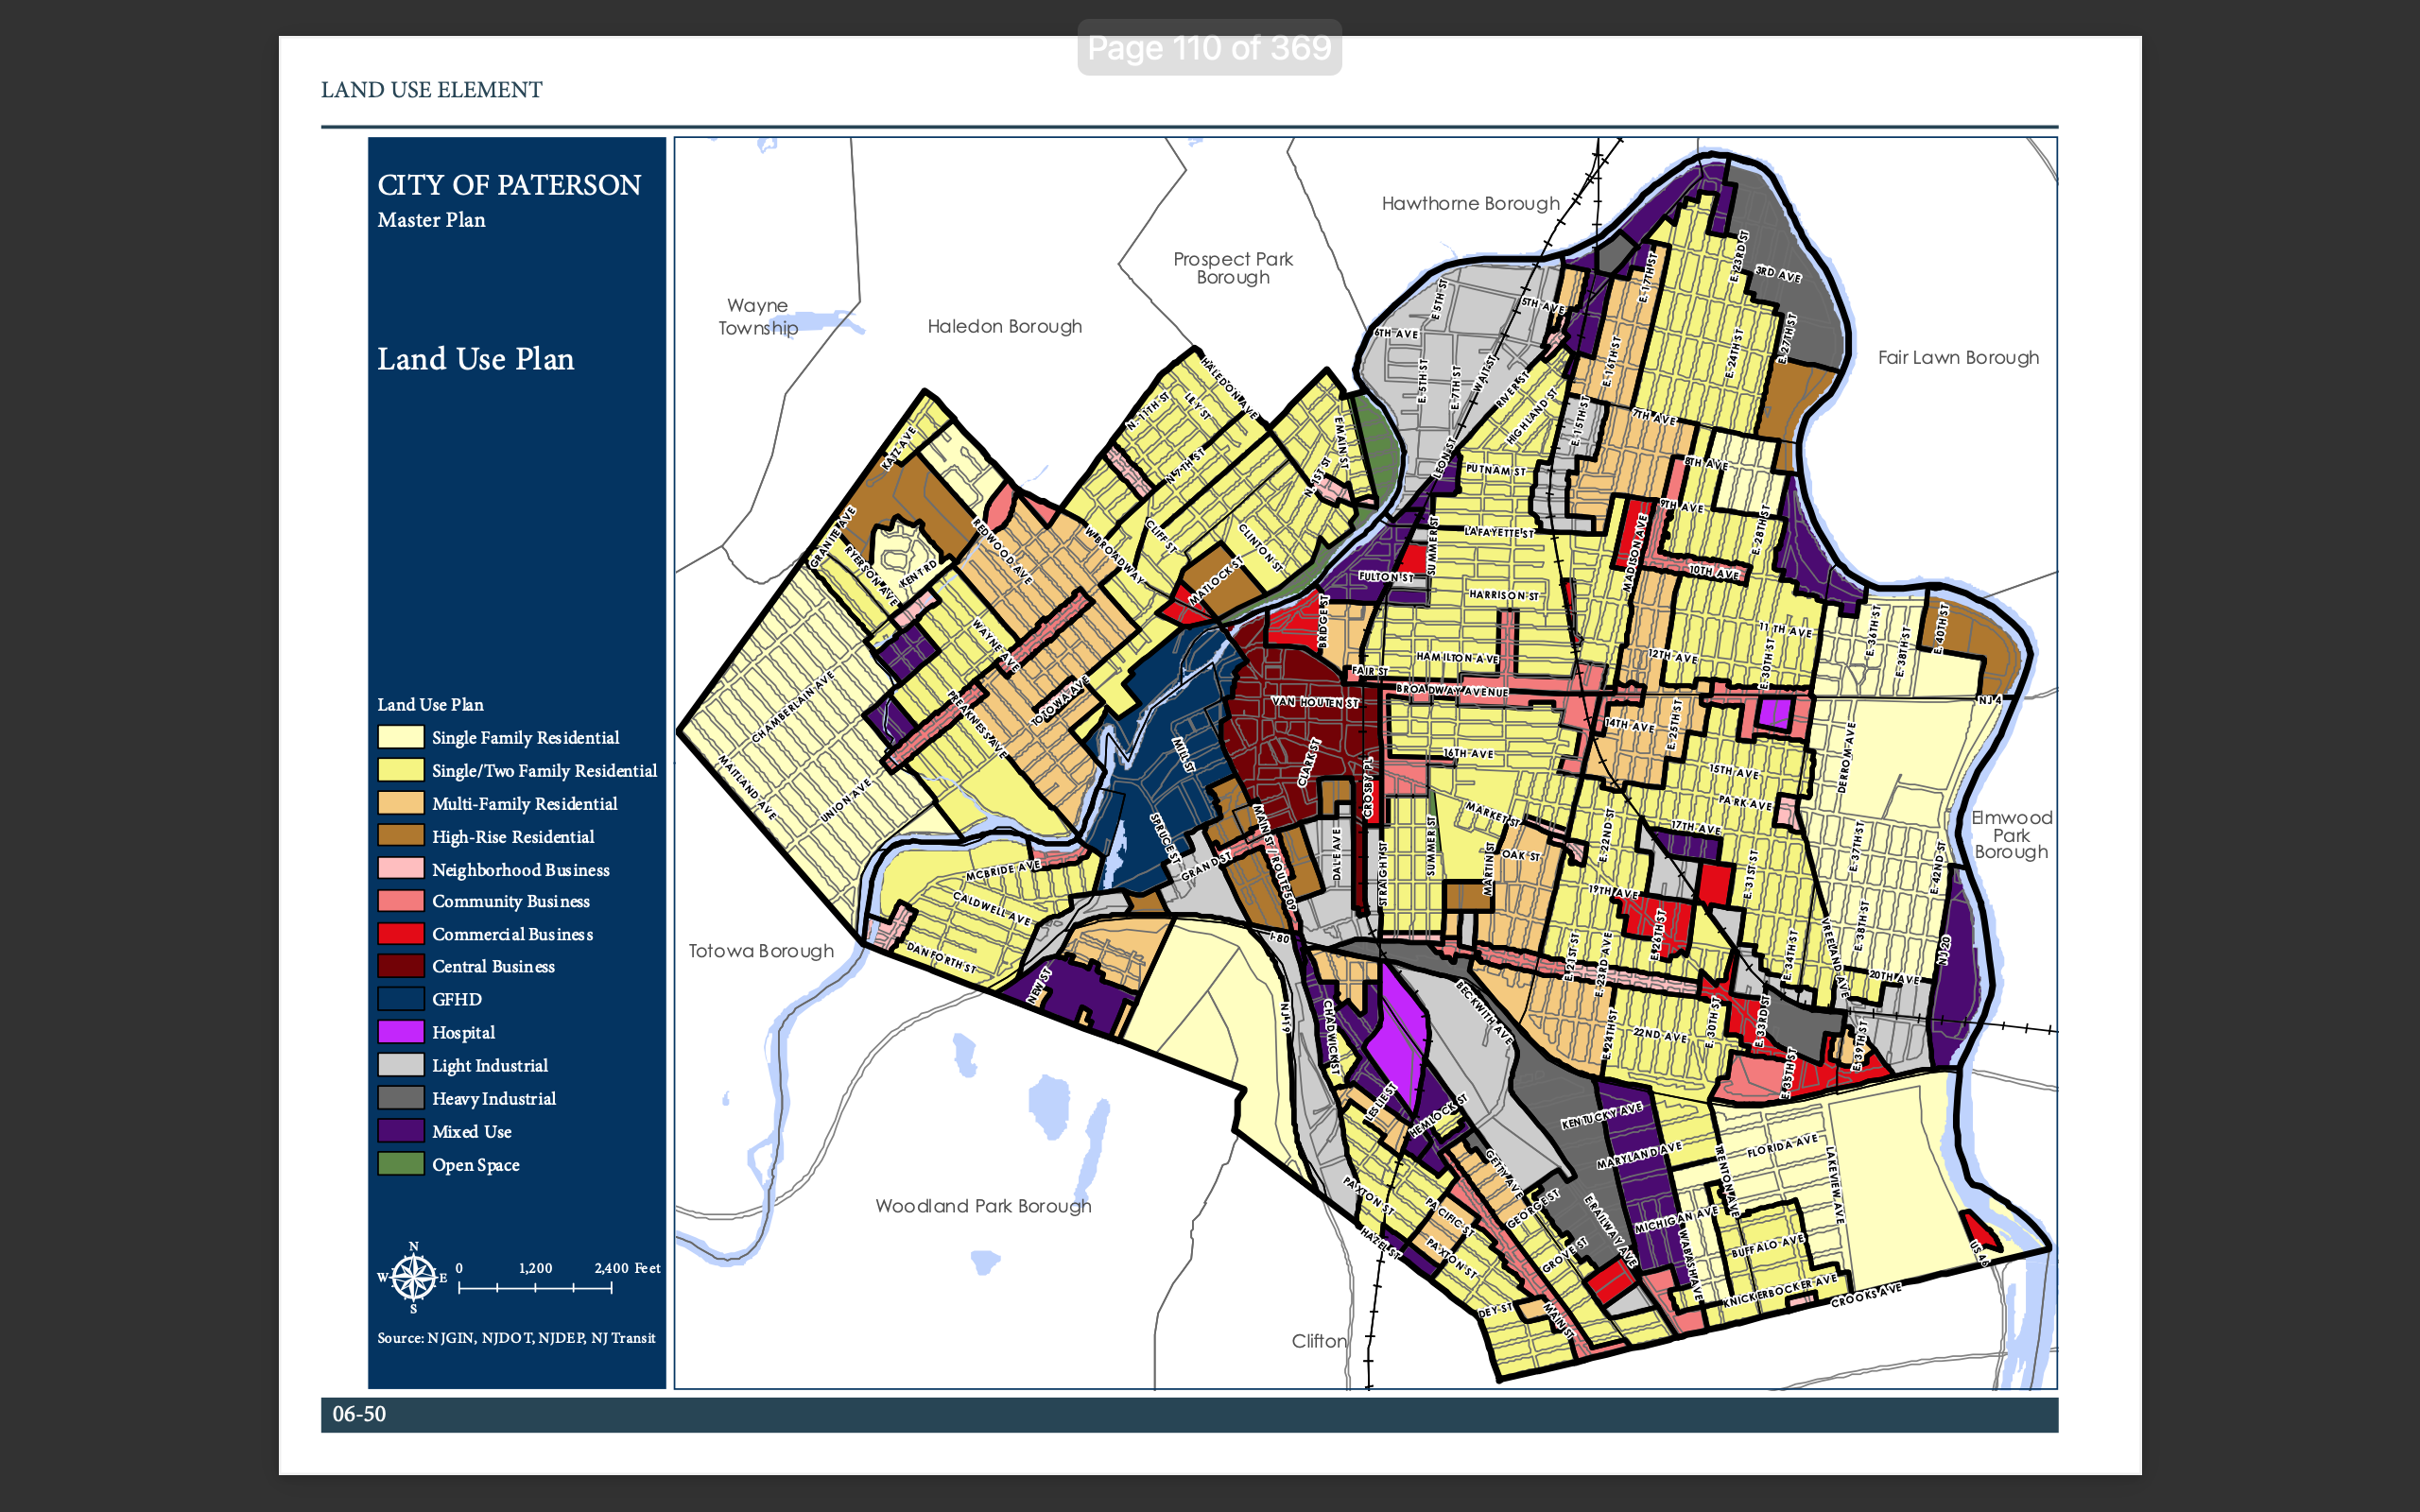 Page 110 of 369
LAND USE ELEMENT
CITY OF PATERSON
Master Plan
Land Use Plan
Land Use Plan
Single Family Residential
Single/Two Family Residential
Multi-Family Residential
High-Rise Residential
Neighborhood Business
Community Business
Commercial Business
Central Business
GFHD
Hospital
Light Industrial
Heavy Industrial
Mixed Use
Open Space
N
W
E
S
0
1,200
2,400 Feet
Source: NJGIN, NJDOT, NJDEP, NJ Transit
Hawthorne Borough
Prospect Park
Borough
Wayne
Township
Haledon Borough
Fair Lawn Borough
Elmwood
Park
Borough
Totowa Borough
Woodland Park Borough
Clifton
E 5TH ST
6TH AVE
5TH AVE
E. 5TH ST
E. 7TH ST
WAIT ST
RIVER ST
HIGHLAND ST
LEON ST
E. 17TH ST
E. 16TH ST
E. 15TH ST
E. 23RD ST
3RD AVE
E. 27TH ST
E. 24TH ST
7TH AVE
8TH AVE
9TH AVE
E. 28TH ST
10TH AVE
MADISON AVE
PUTNAM ST
LAFAYETTE ST
SUMMER ST
FULTON ST
HARRISON ST
BRIDGE ST
HAMILTON AVE
FAIR ST
BROADWAY AVENUE
VAN HOUTEN ST
11 TH AVE
12TH AVE
E. 30TH ST
E. 36TH ST
E. 38TH ST
E. 40TH ST
NJ 4
14TH AVE
E. 25TH ST
15TH AVE
PARK AVE
DERROM AVE
16TH AVE
CLARK ST
CROSBY PL
MILL ST
SPRUCE ST
MAIN ST
ROUTE 509
GRAND ST
DALE AVE
STRAIGHT ST
SUMMER ST
MARKET ST
MARTIN ST
OAK ST
E. 22ND ST
17TH AVE
19TH AVE
E. 31ST ST
E 26TH ST
E. 37TH ST
E. 42ND ST
E. 38TH ST
VREELAND AVE
20TH AVE
NJ 20
E. 34TH ST
E. 33RD ST
E. 30TH ST
E. 21ST ST
E. 23RD AVE
E. 24TH ST
22ND AVE
E. 35TH ST
E. 39TH ST
KATZ AVE
GRANITE AVE
RYERSON AVE
KENT RD
REDWOOD AVE
W. BROADWAY
WAYNE AVE
PREAKNESS AVE
TOTOWA AVE
CHAMBERLAIN AVE
MAITLAND AVE
UNION AVE
N. 11TH ST
LILY ST
HALEDON AVE
N 7TH ST
CLIFF ST
CLINTON ST
MATLOCK ST
N. 1ST ST
E MAIN ST
MCBRIDE AVE
CALDWELL AVE
DANFORTH ST
NEW ST
I-80
NJ 19
CHADWICK ST
BECKWITH AVE
LESLIE ST
HEMLOCK ST
GETTY AVE
GEORGE ST
PAXTON ST
PACIFIC ST
HAZEL ST
PAXTON ST
GROVE ST
E RAILWAY AVE
DEY ST
MAIN ST
KENTUCKY AVE
MARYLAND AVE
MICHIGAN AVE
WABASH AVE
TRENTON AVE
FLORIDA AVE
LAKEVIEW AVE
BUFFALO AVE
KNICKERBOCKER AVE
CROOKS AVE
US 46
06-50